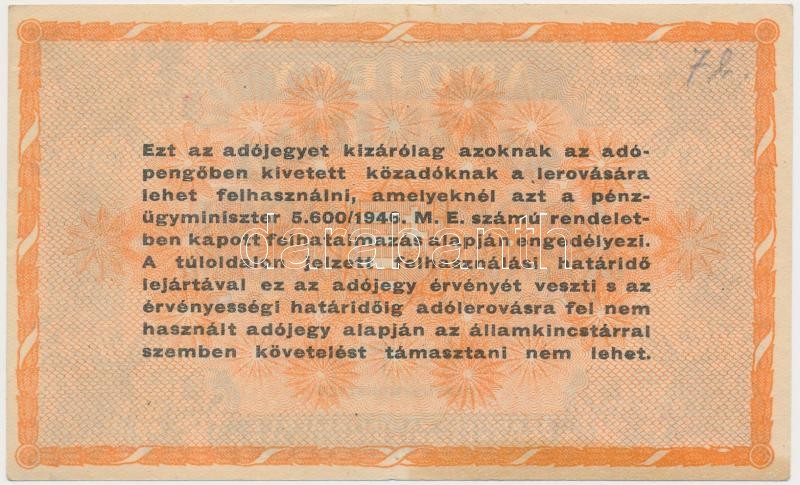 7b.
Ezt az adójegyet kizárólag azoknak az adó-
pengőben kivetett közadóknak a lerovására
lehet felhasználni, amelyeknél azt a pénz-
ügyminiszter 5.600/1946. M. E. számú rendelet-
ben kapott felhatalmazás alapján engedélyezi.
A túloldalon jelzett felhasználási határidő
lejártával ez az adójegy érvényét veszti s az
érvényességi határidőig adólerovásra fel nem
használt adójegy alapján az államkincstárral
szemben követelést támasztani nem lehet.
darabanth